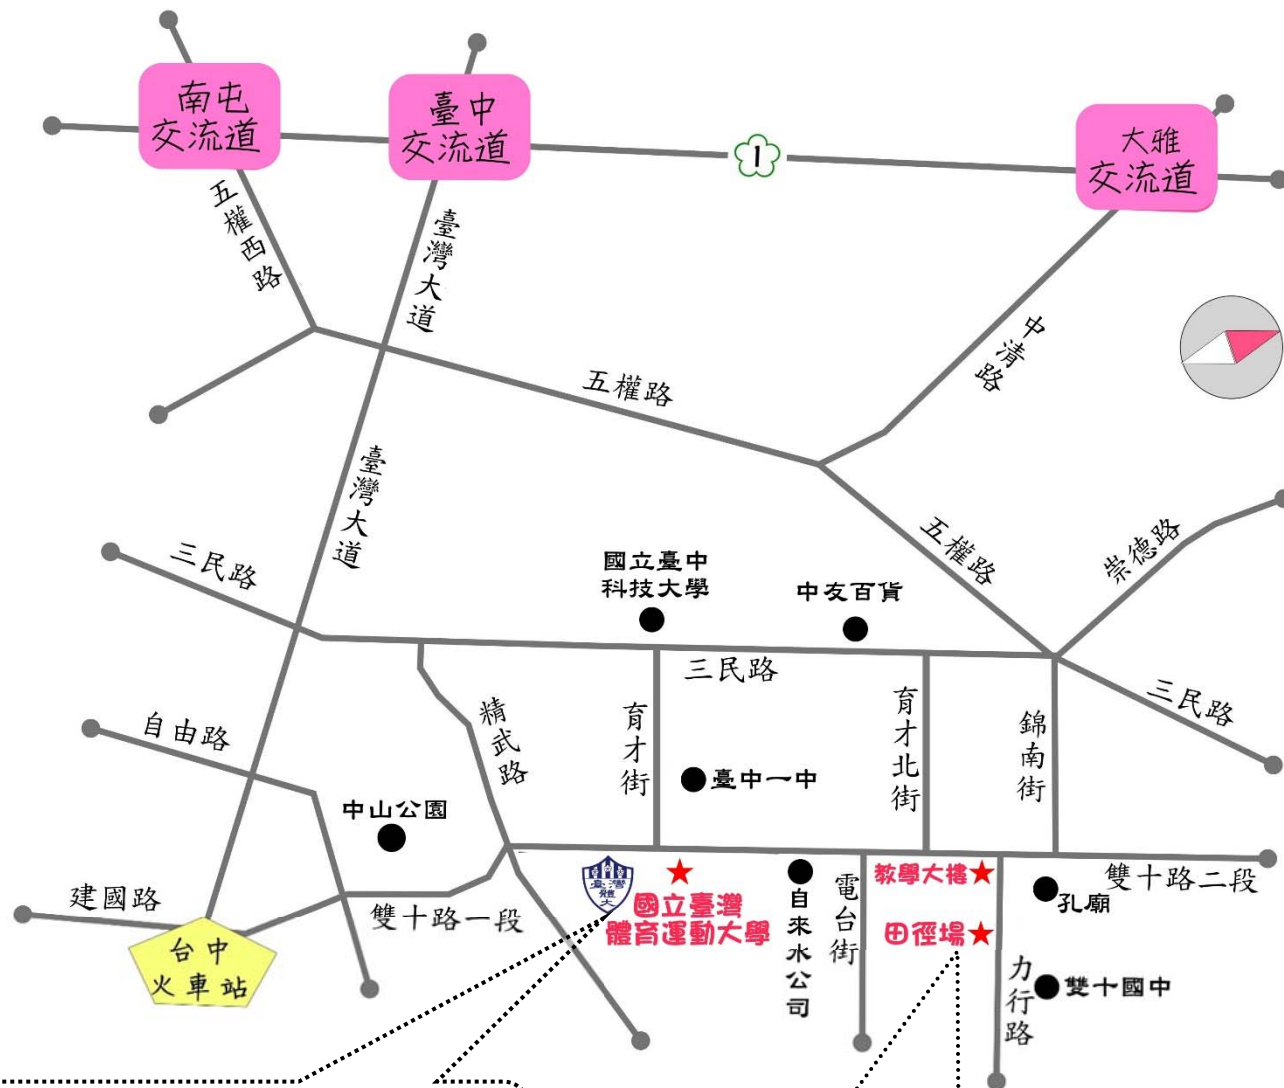 南屯
交流道
臺中
交流道
1
大雅
交流道
五權西路
臺灣大道
中清路
五權路
臺灣大道
五權路
崇德路
三民路
國立臺中
科技大學
中友百貨
三民路
三民路
自由路
精武路
育才街
育才北街
錦南街
臺中一中
中山公園
建國路
雙十路一段
臺灣
體
大
國立臺灣
體育運動大學
自來水公司
電台街
教學大樓
田徑場
雙十路二段
孔廟
台中
火車站
力行路
雙十國中